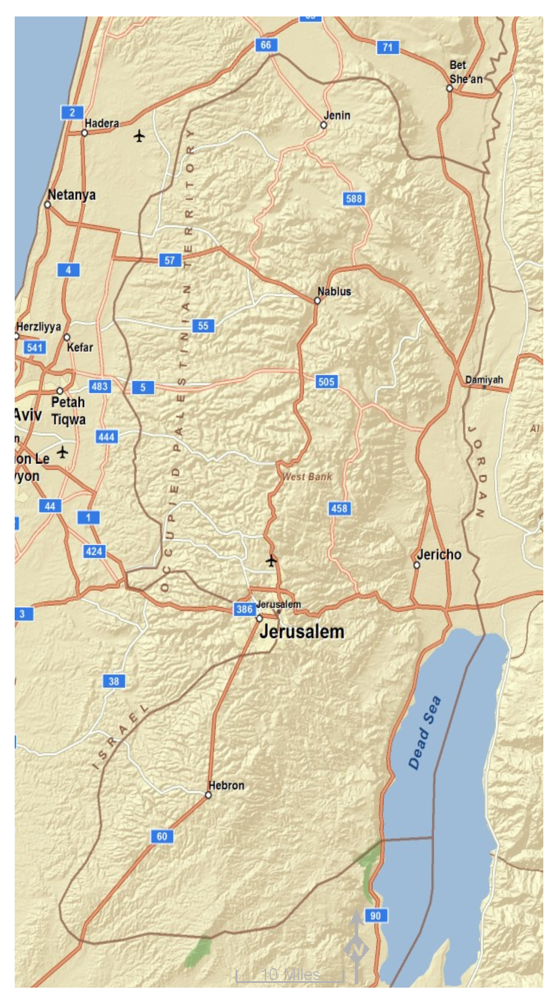 66
71
Bet
She'an
2
Hadera
Jenin
Netanya
588
57
4
Nablus
55
Herzliyya
541
Kefar
483
5
505
Damiyah
Petah
Tiqwa
Aviv
444
Al
on Le
yon
West Bank
44
1
458
424
Jericho
OCCUPIED PALESTINIAN TERRITORY
JORDAN
3
386
Jerusalem
Jerusalem
38
Dead Sea
ISRAEL
Hebron
60
90
N
10 Miles